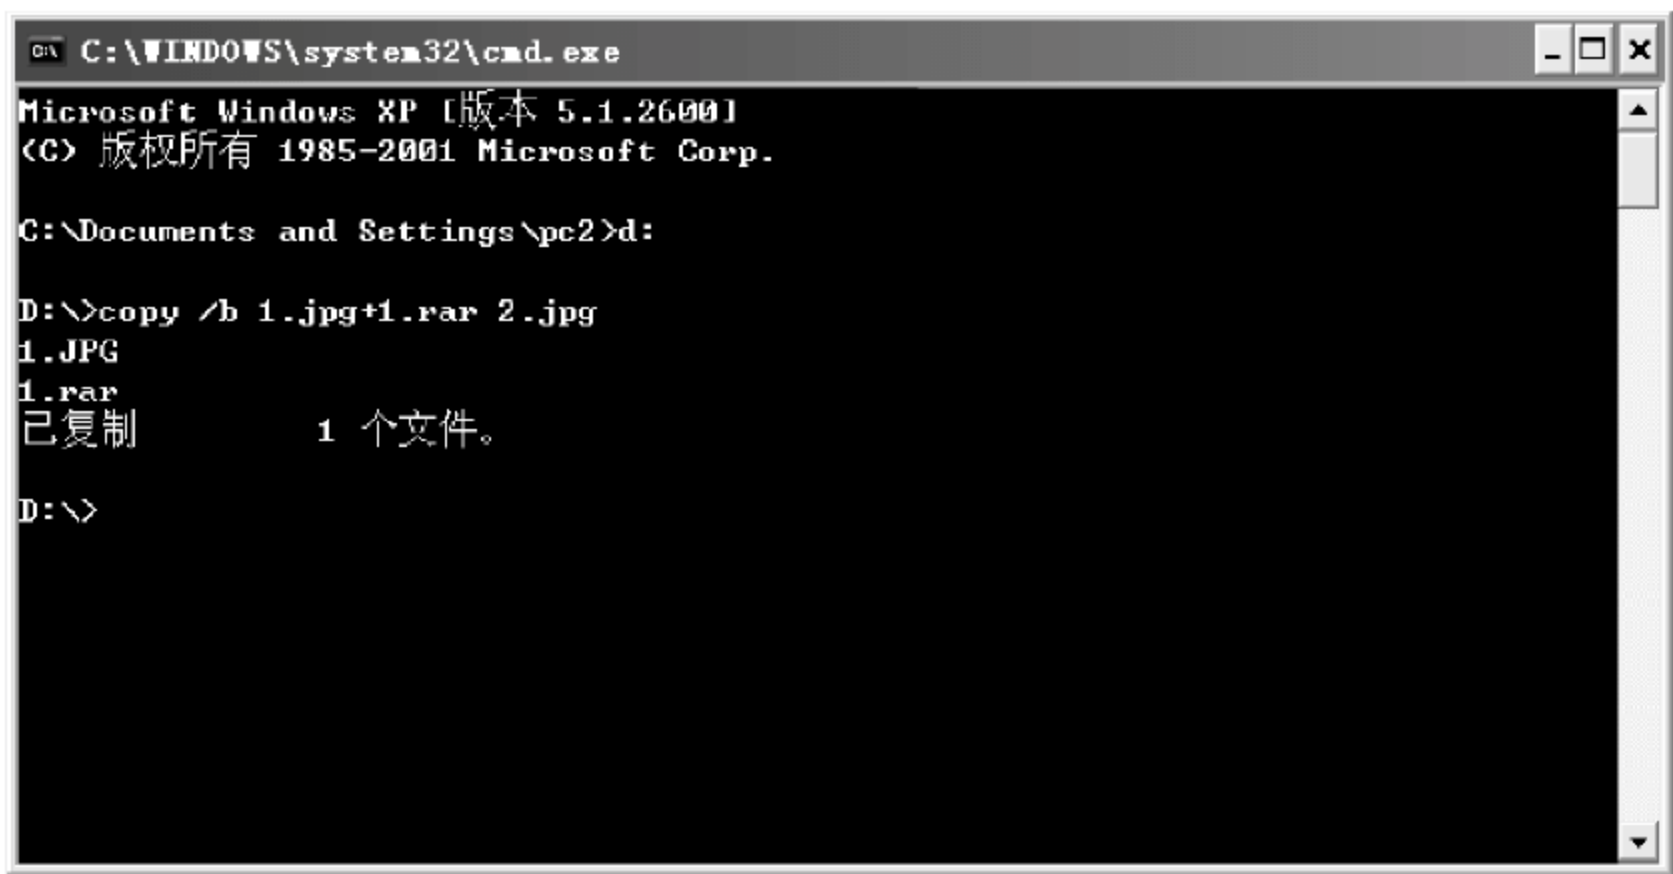 C:\WINDOWS\system32\cmd.exe
Microsoft Windows XP [版本 5.1.2600]
(C) 版权所有 1985-2001 Microsoft Corp.
C:\Documents and Settings\pc2>d:
D:\>copy /b 1.jpg+1.rar 2.jpg
1.JPG
1.rar
已复制         1 个文件。
D:\>